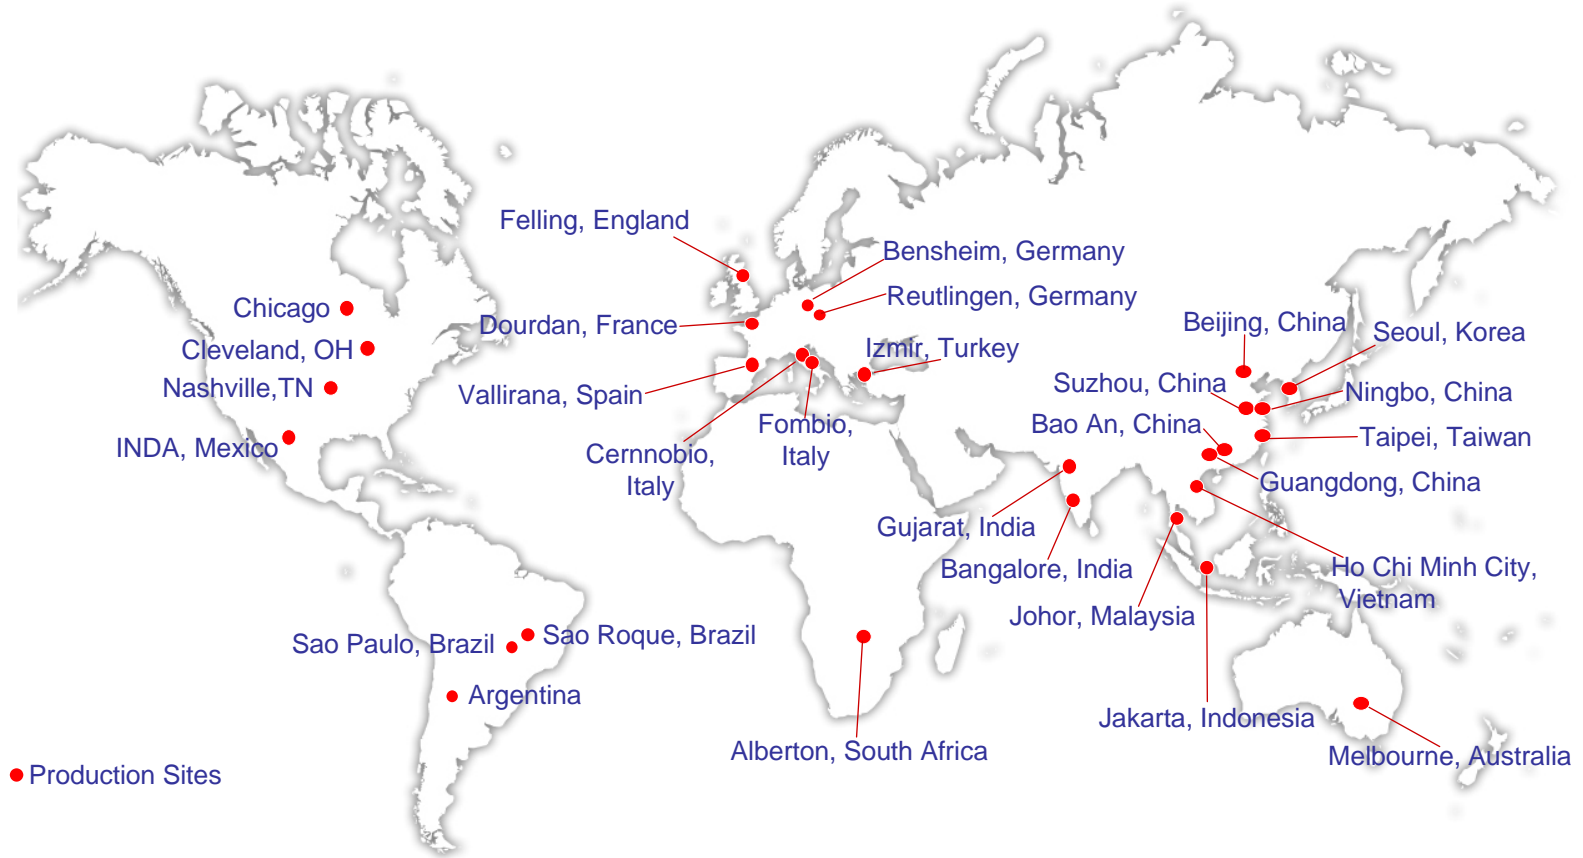 Felling, England
Bensheim, Germany
Reutlingen, Germany
Chicago
Dourdan, France
Beijing, China
Seoul, Korea
Cleveland, OH
Izmir, Turkey
Nashville,TN
Vallirana, Spain
Suzhou, China
Ningbo, China
INDA, Mexico
Cernnobio,
Italy
Fombio,
Italy
Bao An, China
Taipei, Taiwan
Guangdong, China
Gujarat, India
Bangalore, India
Ho Chi Minh City,
Vietnam
Johor, Malaysia
Sao Paulo, Brazil
Sao Roque, Brazil
Argentina
Jakarta, Indonesia
Alberton, South Africa
Melbourne, Australia
Production Sites